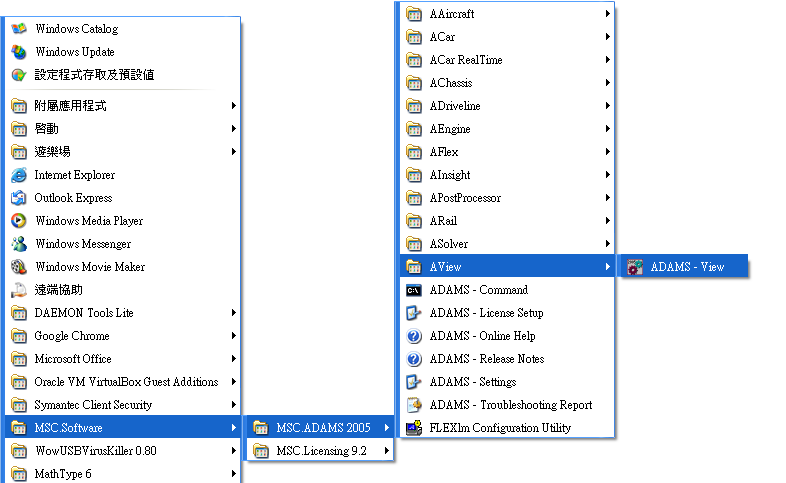 Windows Catalog
Windows Update
設定程式存取及預設值
附屬應用程式
啓動
遊樂場
Internet Explorer
Outlook Express
Windows Media Player
Windows Messenger
Windows Movie Maker
遠端協助
DAEMON Tools Lite
Google Chrome
Microsoft Office
Oracle VM VirtualBox Guest Additions
Symantec Client Security
MSC.Software
WowUSBVirusKiller 0.80
MathType 6
MSC.ADAMS 2005
MSC.Licensing 9.2
AAircraft
ACar
ACar RealTime
AChassis
ADriveline
AEngine
AFlex
AInsight
APostProcessor
ARail
ASolver
AView
ADAMS - Command
ADAMS - License Setup
ADAMS - Online Help
ADAMS - Release Notes
ADAMS - Settings
ADAMS - Troubleshooting Report
FLEXlm Configuration Utility
ADAMS - View